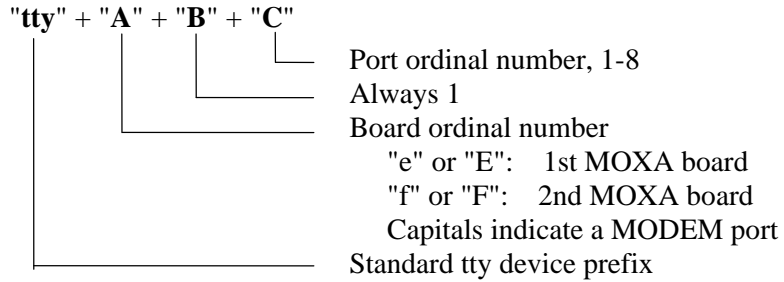 "tty" + "A" + "B" + "C"
Port ordinal number, 1-8
Always 1
Board ordinal number
"e" or "E": 1st MOXA board
"f" or "F": 2nd MOXA board
Capitals indicate a MODEM port
Standard tty device prefix